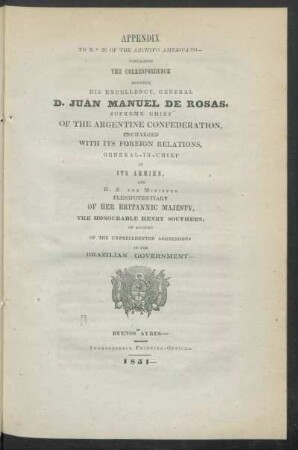 APPENDIX
TO N.º 26 OF THE ARCHIVO AMERICANO—
CONTAINING
THE CORRESPONDENCE
BETWEEN
HIS EXCELLENCY, GENERAL
D. JUAN MANUEL DE ROSAS,
SUPREME CHIEF
OF THE ARGENTINE CONFEDERATION,
ENCHARGED
WITH ITS FOREIGN RELATIONS,
GENERAL-IN-CHIEF
OF
ITS ARMIES,
AND
H. E. THE MINISTER
PLENIPOTENTIARY
OF HER BRITANNIC MAJESTY,
THE HONOURABLE HENRY SOUTHERN;
ON ACCOUNT
OF THE UNPRECEDENTED AGGRESSIONS
OF THE
BRAZILIAN GOVERNMENT—
BUENOS AYRES—
INDEPENDENCE PRINTING-OFFICE—
1851—